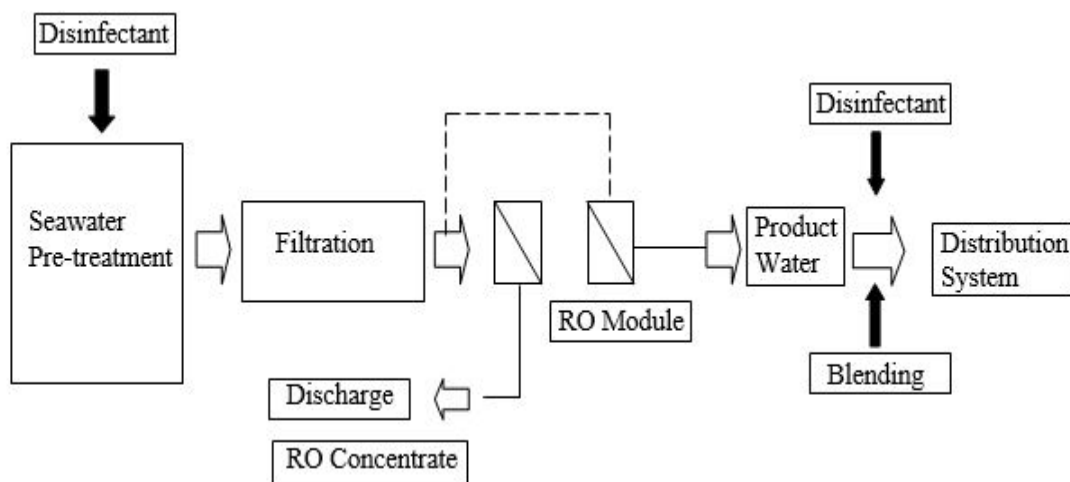 Disinfectant
Disinfectant
Seawater
Pre-treatment
Filtration
Product
Water
Distribution
System
RO Module
Discharge
Blending
RO Concentrate